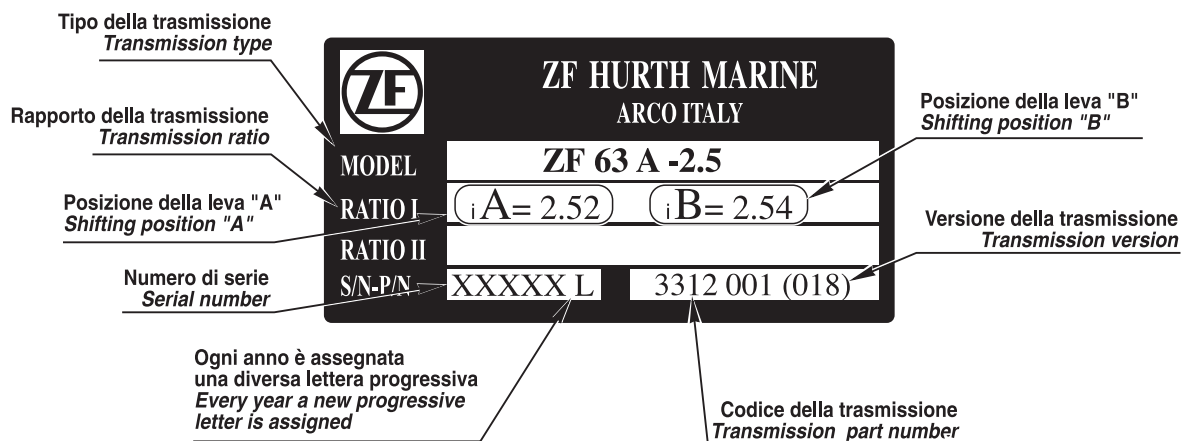 Tipo della trasmissione
Transmission type
Rapporto della trasmissione
Transmission ratio
Posizione della leva "A"
Shifting position "A"
Numero di serie
Serial number
Ogni anno è assegnata
una diversa lettera progressiva
Every year a new progressive
letter is assigned
ZF
ZF HURTH MARINE
ARCO ITALY
MODEL ZF 63 A -2.5
RATIO I iA= 2.52 iB= 2.54
RATIO II
S/N-P/N XXXXX L 3312 001 (018)
Posizione della leva "B"
Shifting position "B"
Versione della trasmissione
Transmission version
Codice della trasmissione
Transmission part number